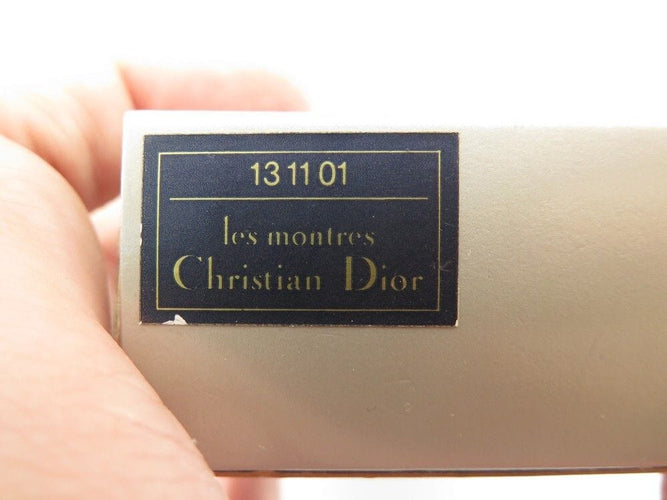 13 11 01
les montres
Christian Dior